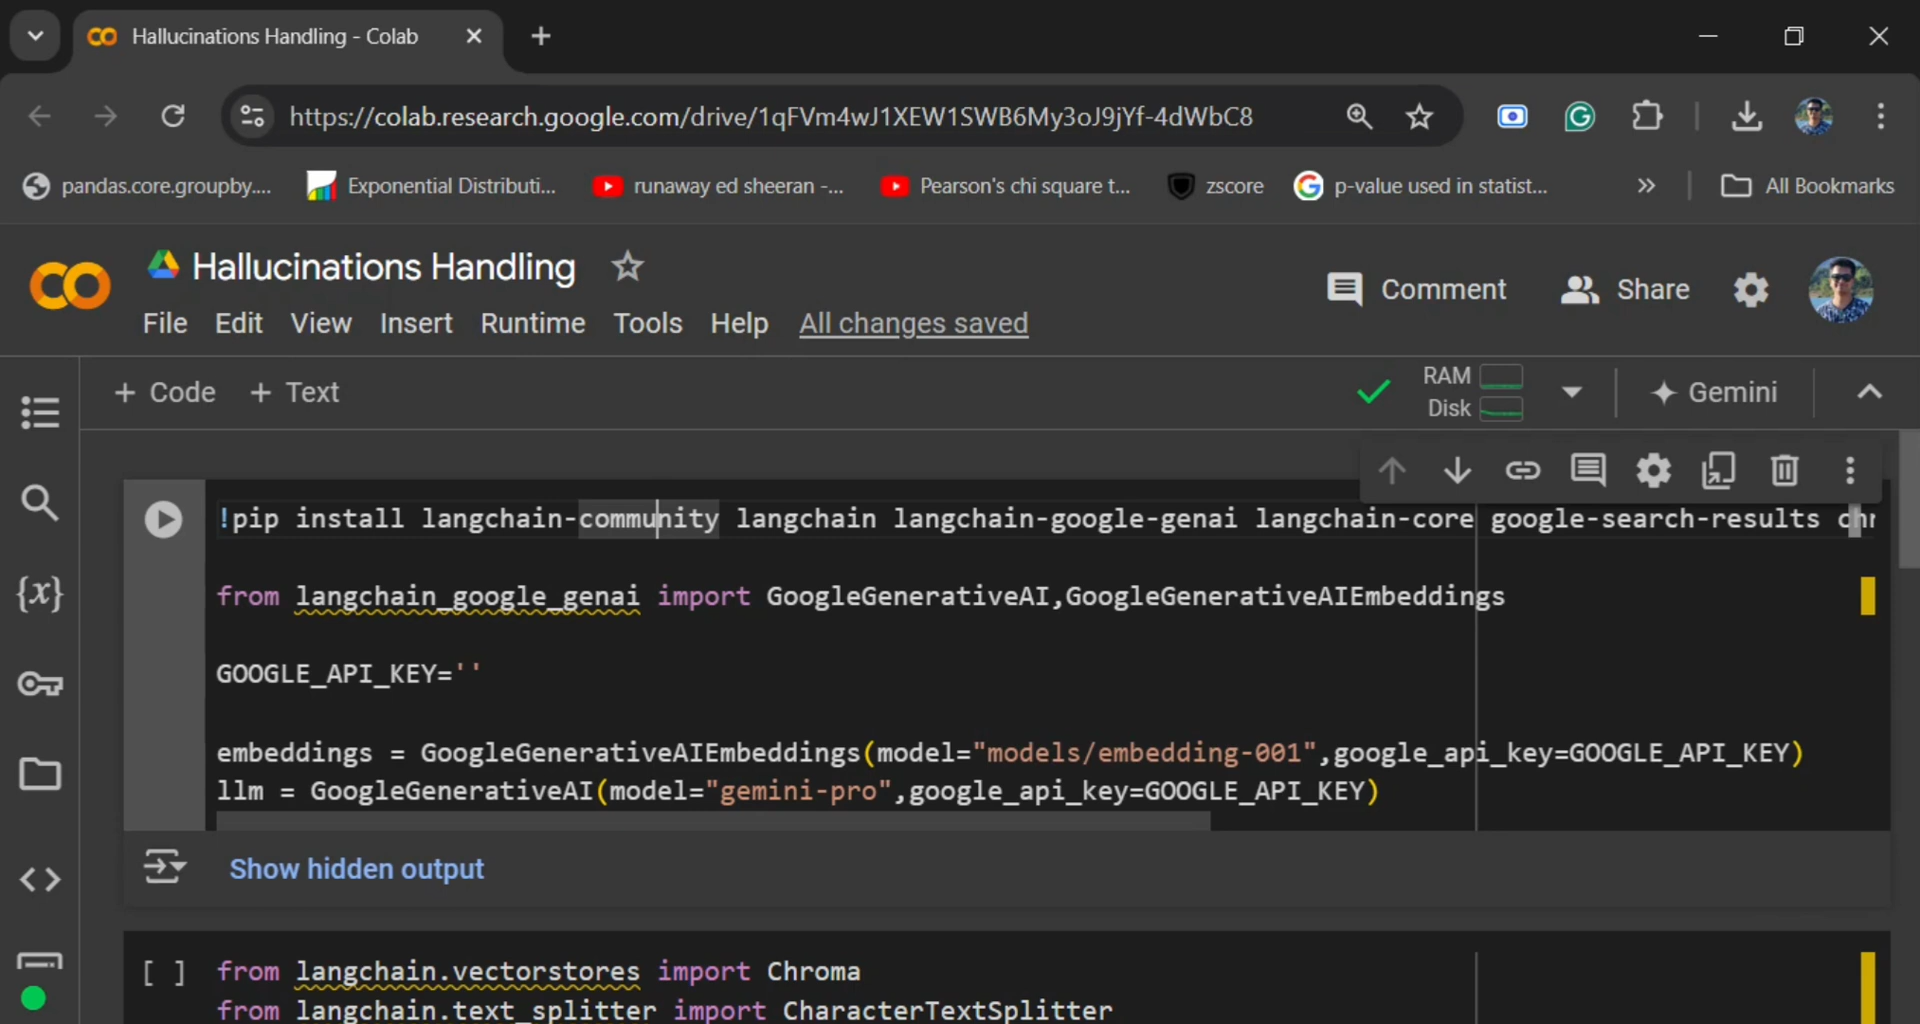 Hallucinations Handling - Colab
https://colab.research.google.com/drive/1qFVm4wJ1XEW1SWB6My3oJ9jYf-4dWbC8
pandas.core.groupby.... Exponential Distributi... runaway ed sheeran -... Pearson's chi square t... zscore p-value used in statist... All Bookmarks
Hallucinations Handling
Comment Share
File Edit View Insert Runtime Tools Help All changes saved
+ Code + Text
RAM
Disk
Gemini
!pip install langchain-community langchain langchain-google-genai langchain-core google-search-results chr
from langchain_google_genai import GoogleGenerativeAI,GoogleGenerativeAIEmbeddings
GOOGLE_API_KEY=''
embeddings = GoogleGenerativeAIEmbeddings(model="models/embedding-001",google_api_key=GOOGLE_API_KEY)
llm = GoogleGenerativeAI(model="gemini-pro",google_api_key=GOOGLE_API_KEY)
Show hidden output
[ ] from langchain.vectorstores import Chroma
from langchain.text_splitter import CharacterTextSplitter